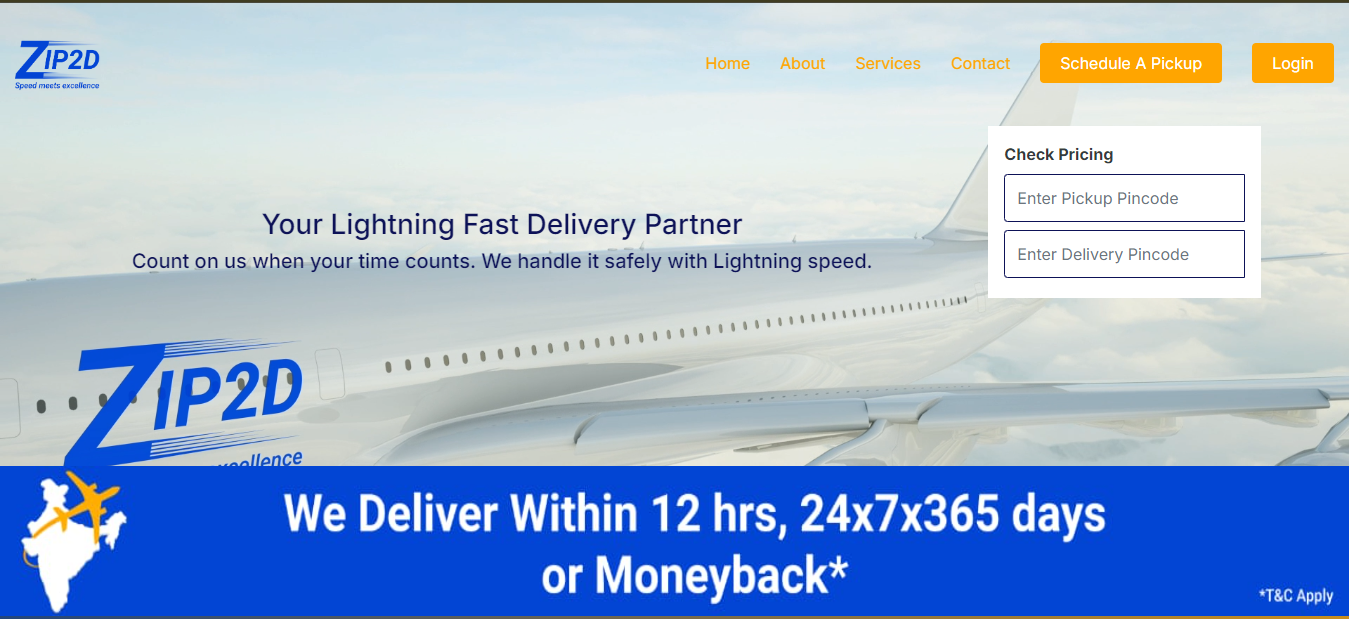 ZIP2D
Speed meets excellence
Home
About
Services
Contact
Schedule A Pickup
Login
Check Pricing
Enter Pickup Pincode
Enter Delivery Pincode
Your Lightning Fast Delivery Partner
Count on us when your time counts. We handle it safely with Lightning speed.
ZIP2D
excellence
We Deliver Within 12 hrs, 24x7x365 days
or Moneyback*
*T&C Apply